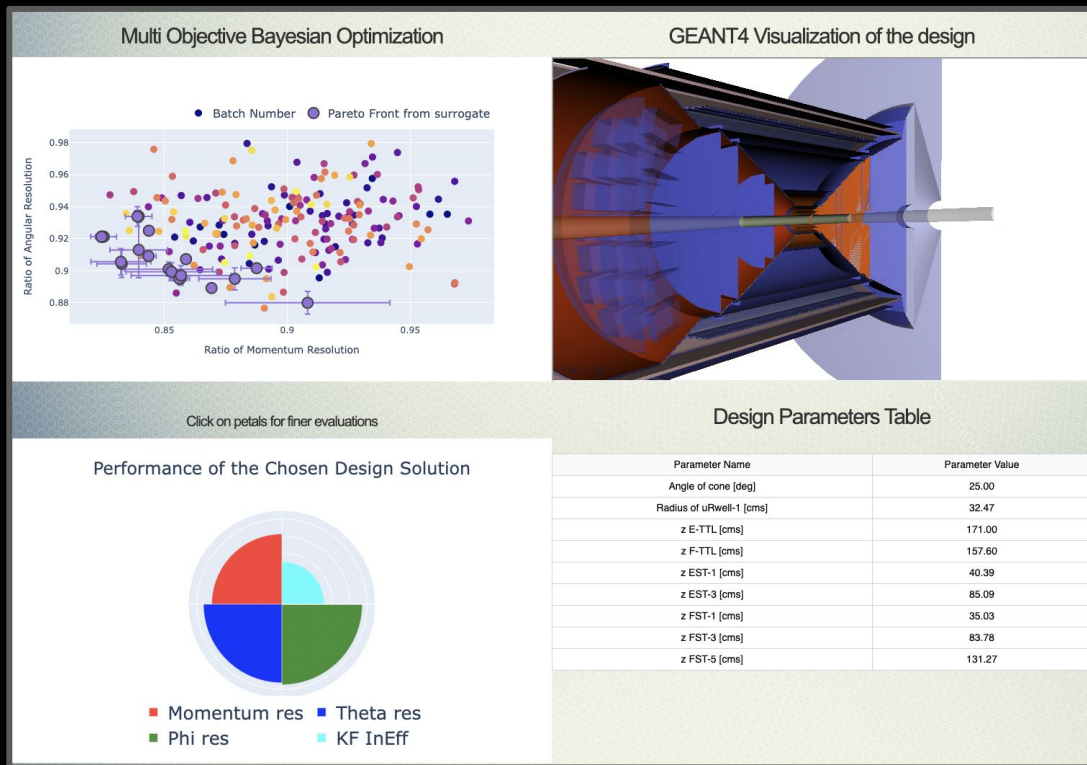 Multi Objective Bayesian Optimization
GEANT4 Visualization of the design
Batch Number
Pareto Front from surrogate
0.98
0.96
0.94
0.92
0.9
0.88
Ratio of Angular Resolution
0.85
0.9
0.95
Ratio of Momentum Resolution
Click on petals for finer evaluations
Performance of the Chosen Design Solution
Momentum res
Theta res
Phi res
KF InEff
Design Parameters Table
Parameter Name Parameter Value
Angle of cone [deg] 25.00
Radius of uRwell-1 [cms] 32.47
z E-TTL [cms] 171.00
z F-TTL [cms] 157.60
z EST-1 [cms] 40.39
z EST-3 [cms] 85.09
z FST-1 [cms] 35.03
z FST-3 [cms] 83.78
z FST-5 [cms] 131.27